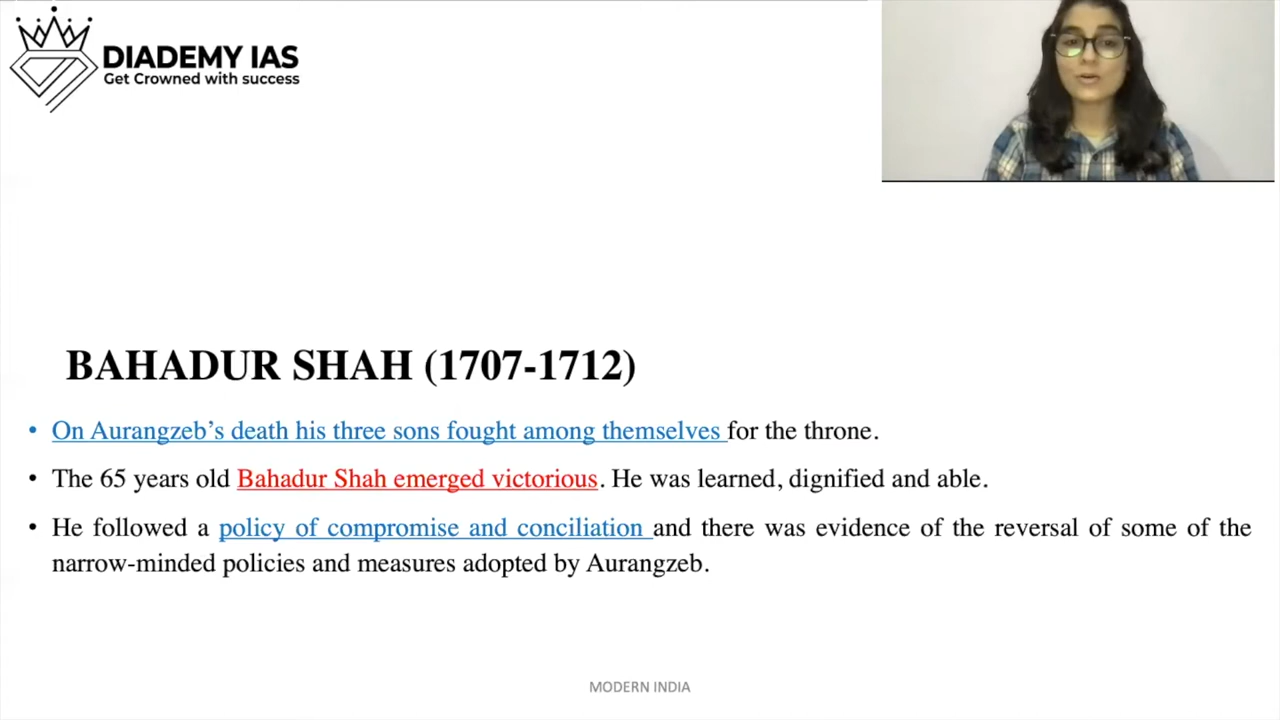 DIADEMY IAS
Get Crowned with success
BAHADUR SHAH (1707-1712)
• On Aurangzeb’s death his three sons fought among themselves for the throne.
• The 65 years old Bahadur Shah emerged victorious. He was learned, dignified and able.
• He followed a policy of compromise and conciliation and there was evidence of the reversal of some of the
narrow-minded policies and measures adopted by Aurangzeb.
MODERN INDIA